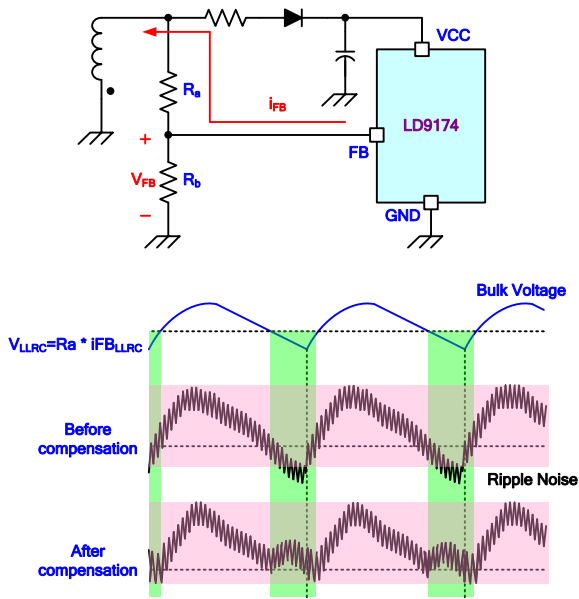 VCC
Ra
iFB
LD9174
+
FB
VFB
Rb
−
GND
Bulk Voltage
VLLRC=Ra * iFBLLRC
Before
compensation
Ripple Noise
After
compensation